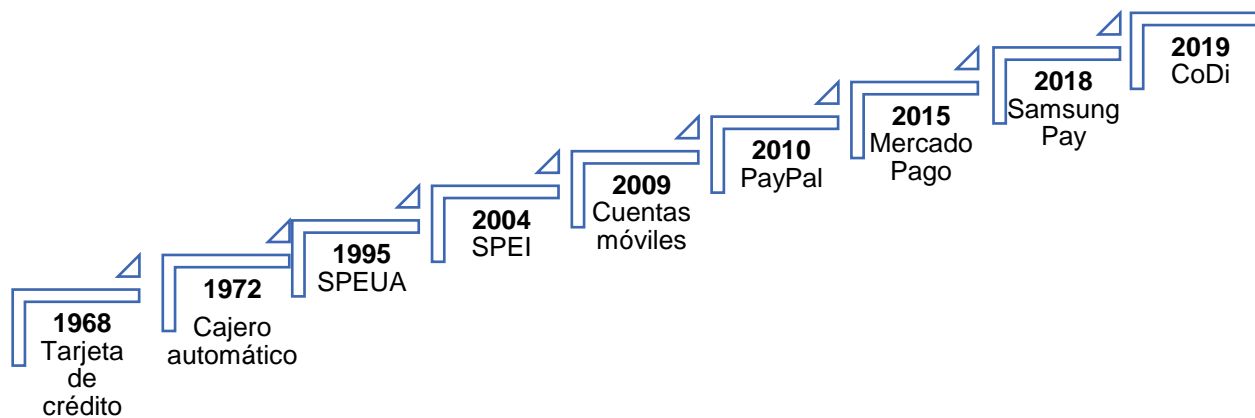 1968
Tarjeta
de
crédito
1972
Cajero
automático
1995
SPEUA
2004
SPEI
2009
Cuentas
móviles
2010
PayPal
2015
Mercado
Pago
2018
Samsung
Pay
2019
CoDi